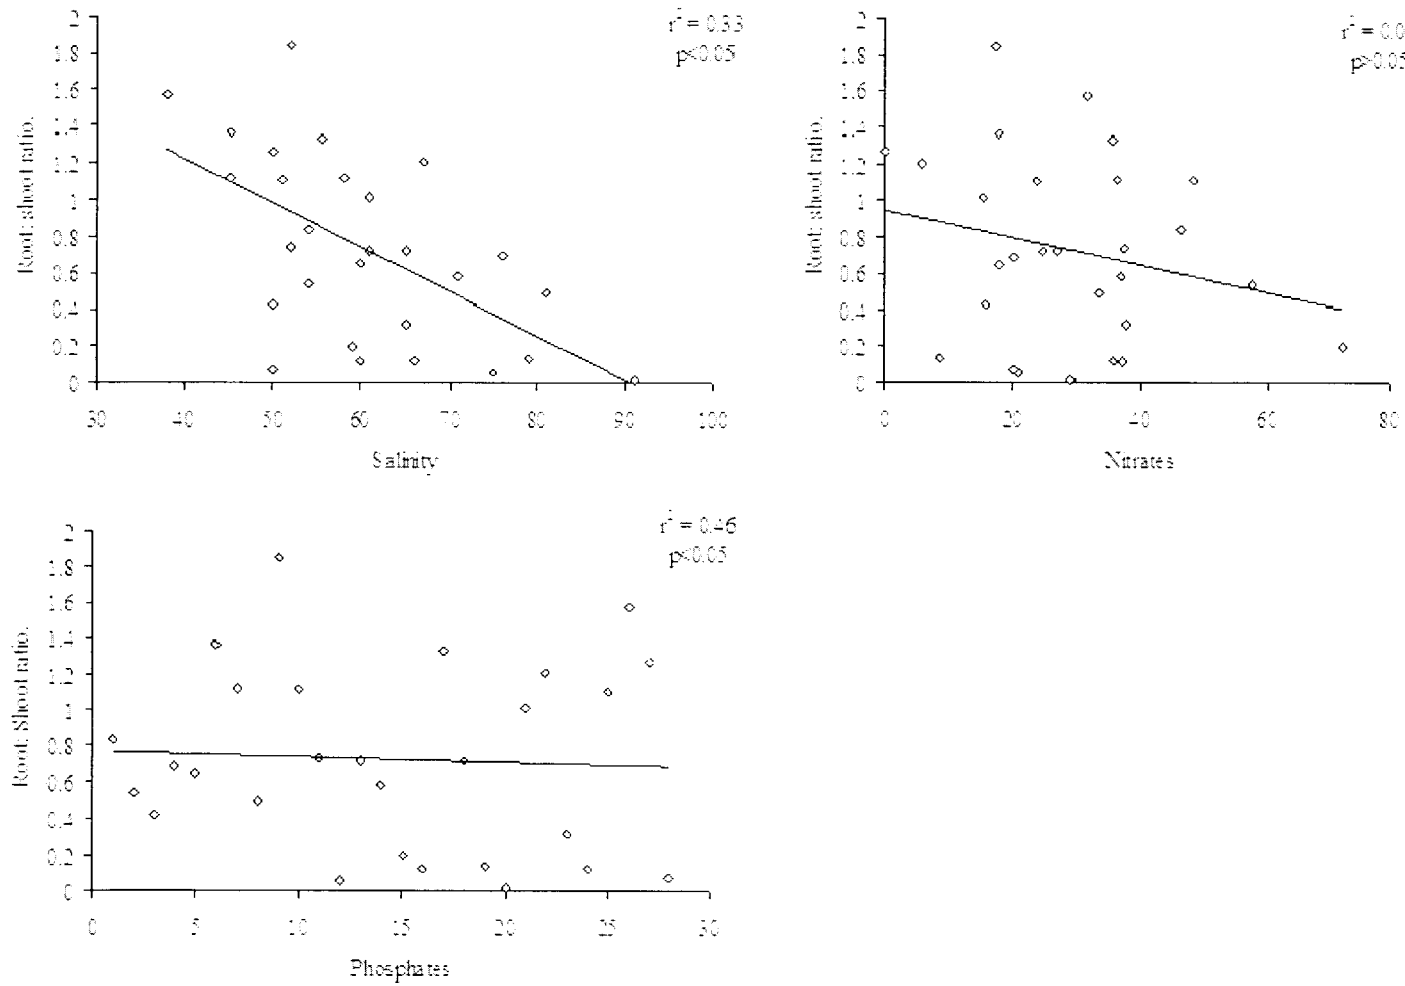 r² = 0.33
p<0.05
2
1.8
1.6
1.4
1.2
1
0.8
0.6
0.4
0.2
0
Root: shoot ratio.
30 40 50 60 70 80 90 100
Salinity
r² = 0.0
p>0.05
2
1.8
1.6
1.4
1.2
1
0.8
0.6
0.4
0.2
0
Root: shoot ratio.
0 20 40 60 80
Nitrates
r² = 0.46
p<0.05
2
1.8
1.6
1.4
1.2
1
0.8
0.6
0.4
0.2
0
Root: Shoot ratio.
0 5 10 15 20 25 30
Phosphates